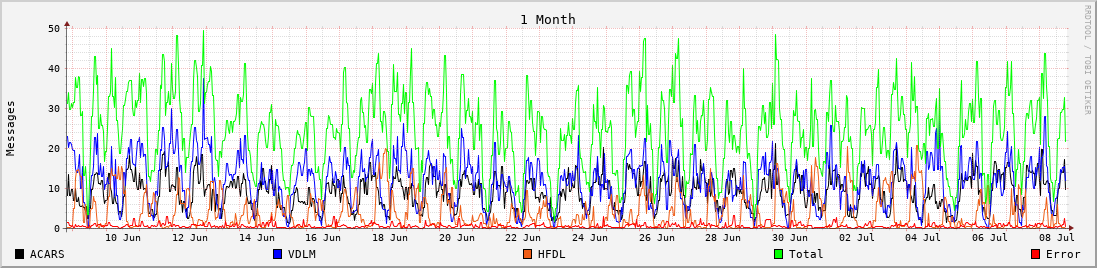 1 Month
RRDTOOL / TOBI OETIKER
Messages
50
40
30
20
10
0
10 Jun 12 Jun 14 Jun 16 Jun 18 Jun 20 Jun 22 Jun 24 Jun 26 Jun 28 Jun 30 Jun 02 Jul 04 Jul 06 Jul 08 Jul
ACARS VDLM HFDL Total Error